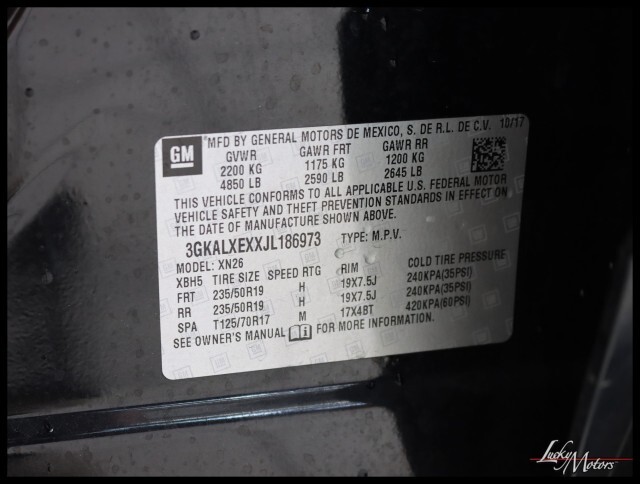 GM
MFD BY GENERAL MOTORS DE MEXICO, S. DE R.L. DE C.V. 10/17
GVWR GAWR FRT GAWR RR
2200 KG 1175 KG 1200 KG
4850 LB 2590 LB 2645 LB
THIS VEHICLE CONFORMS TO ALL APPLICABLE U.S. FEDERAL MOTOR
VEHICLE SAFETY AND THEFT PREVENTION STANDARDS IN EFFECT ON
THE DATE OF MANUFACTURE SHOWN ABOVE.
3GKALXEXXJL186973 TYPE: M.P.V.
MODEL: XN26
XBH5 TIRE SIZE SPEED RTG RIM COLD TIRE PRESSURE
FRT 235/50R19 H 19X7.5J 240KPA(35PSI)
RR 235/50R19 H 19X7.5J 240KPA(35PSI)
SPA T125/70R17 M 17X4BT 420KPA(60PSI)
SEE OWNER'S MANUAL FOR MORE INFORMATION.
Lucky
Motors